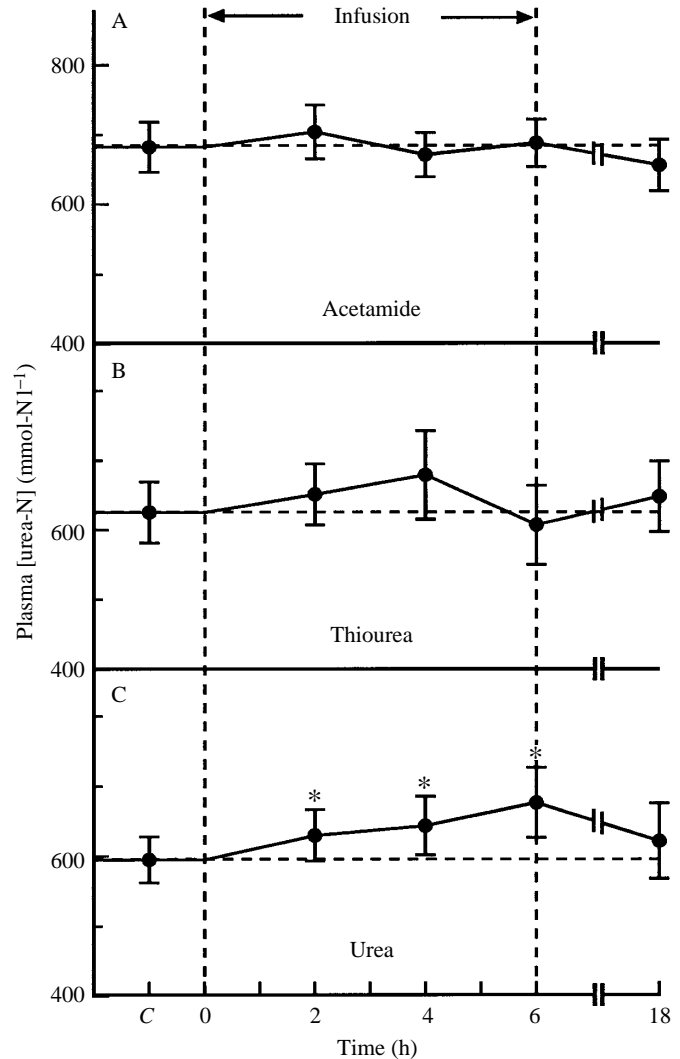 A
Infusion
800
600
Acetamide
400
B
600
Thiourea
400
C
* * *
600
Urea
400
C 0 2 4 6 18
Time (h)
Plasma [urea-N] (mmol-N l⁻¹)